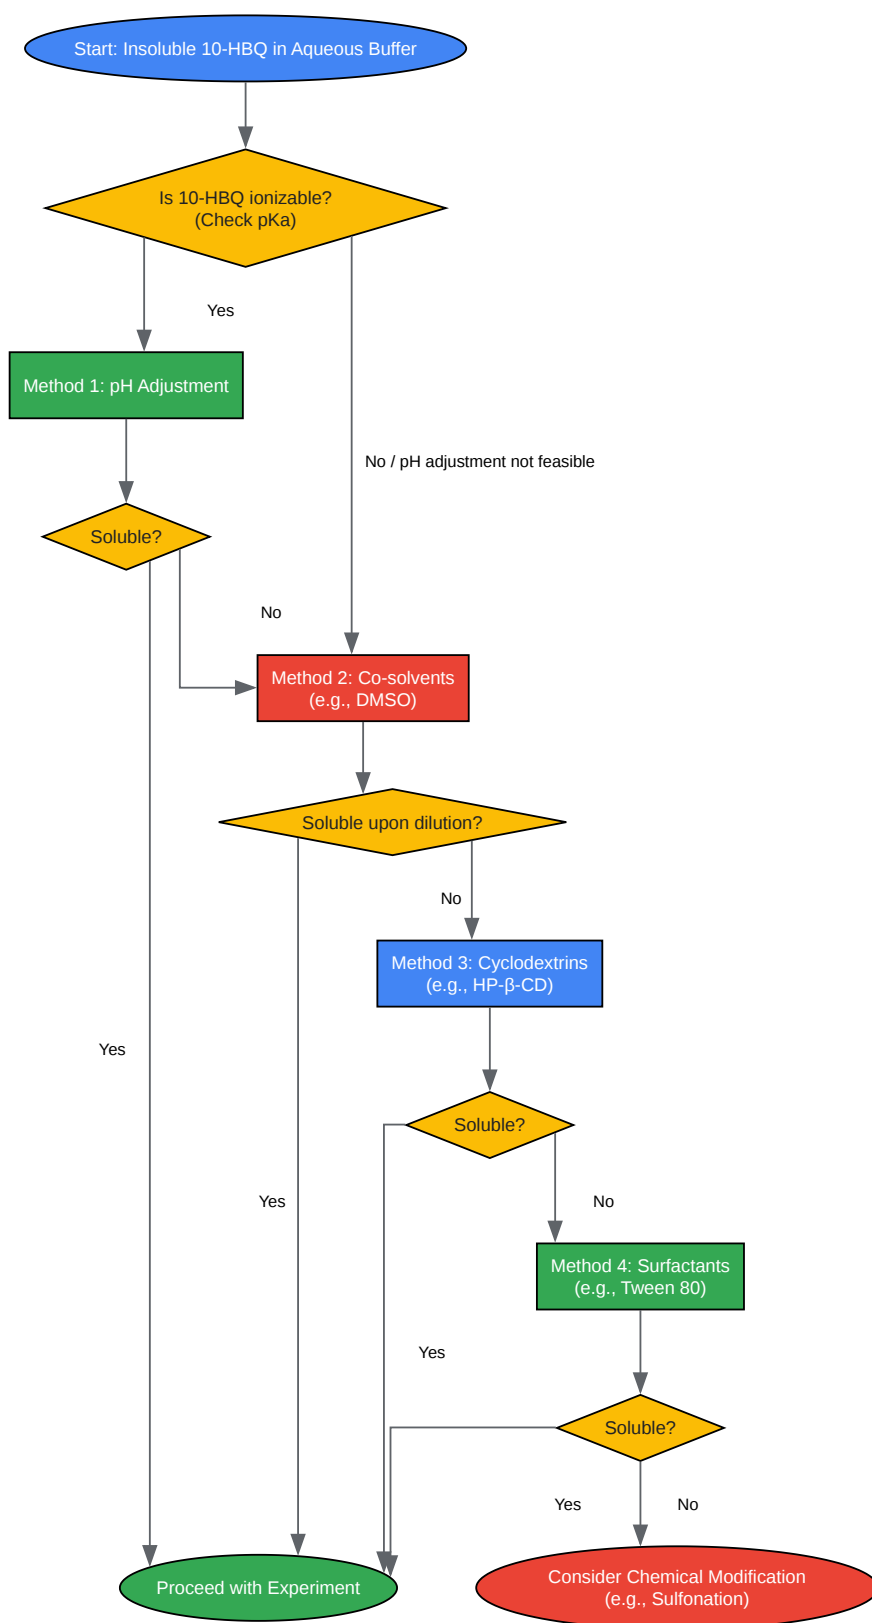 Start: Insoluble 10-HBQ in Aqueous Buffer
Is 10-HBQ ionizable?
(Check pKa)
Yes
Method 1: pH Adjustment
No / pH adjustment not feasible
Soluble?
No
Method 2: Co-solvents
(e.g., DMSO)
Soluble upon dilution?
No
Method 3: Cyclodextrins
(e.g., HP-β-CD)
Yes
Soluble?
Yes
No
Method 4: Surfactants
(e.g., Tween 80)
Yes
Soluble?
Yes
No
Proceed with Experiment
Consider Chemical Modification
(e.g., Sulfonation)